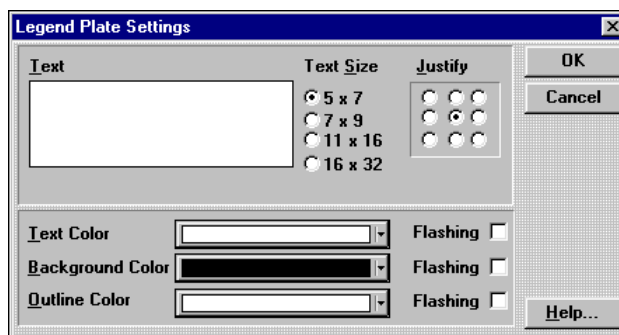 Legend Plate Settings
Text
Text Size
Justify
OK
Cancel
5 x 7
7 x 9
11 x 16
16 x 32
Text Color
Flashing
Background Color
Flashing
Outline Color
Flashing
Help...